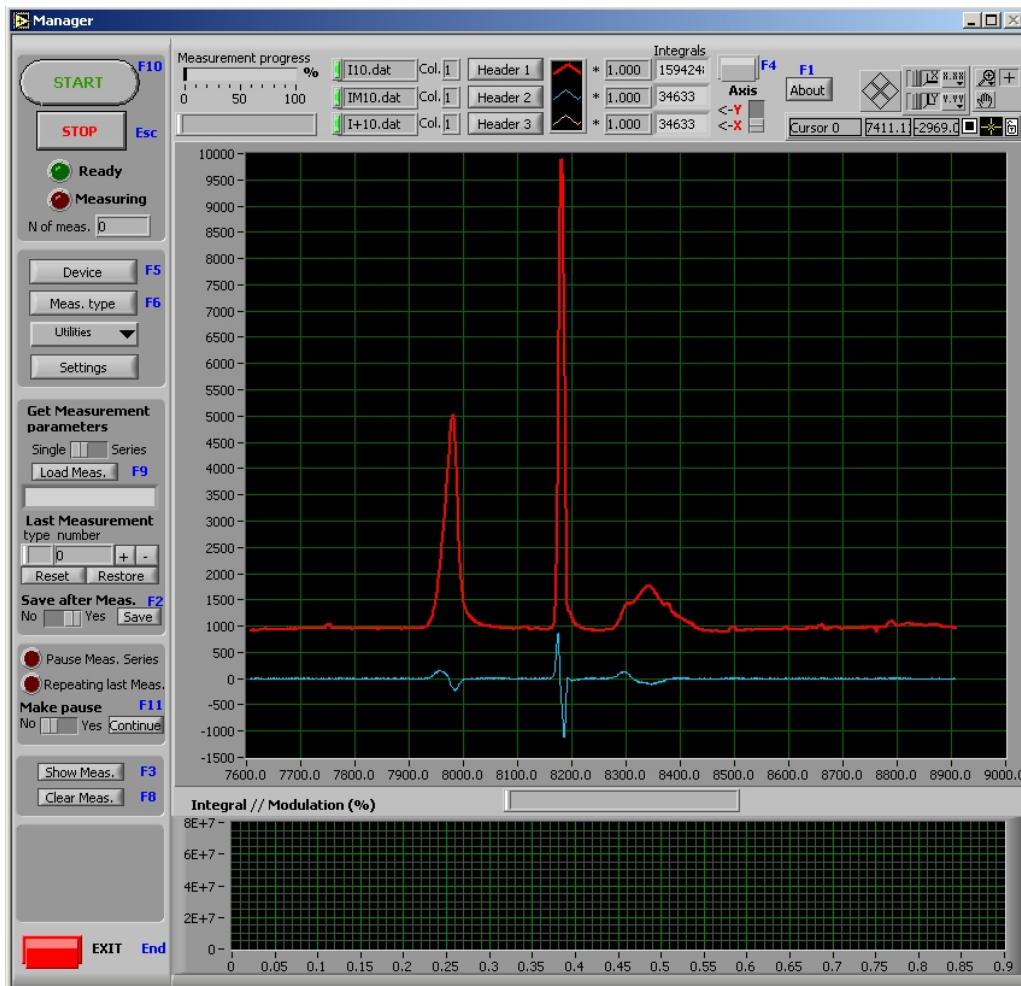 Manager
START
F10
STOP
Esc
Ready
Measuring
N of meas. 0
Device F5
Meas. type F6
Utilities
Settings
Get Measurement
parameters
Single Series
Load Meas. F9
Last Measurement
type number
0 + -
Reset Restore
Save after Meas. F2
No Yes Save
Pause Meas. Series
Repeating last Meas.
Make pause F11
No Yes Continue
Show Meas. F3
Clear Meas. F8
EXIT End
Measurement progress
%
0 50 100
Integrals
I10.dat Col. 1 Header 1 * 1.000 159424
IM10.dat Col. 1 Header 2 * 1.000 34633
I+10.dat Col. 1 Header 3 * 1.000 34633
F4
Axis
<-Y
<-X
F1
About
X X.XX
Y Y.YY
Cursor 0 7411.1 -2969.0
10000
9500
9000
8500
8000
7500
7000
6500
6000
5500
5000
4500
4000
3500
3000
2500
2000
1500
1000
500
0
-500
-1000
-1500
7600.0 7700.0 7800.0 7900.0 8000.0 8100.0 8200.0 8300.0 8400.0 8500.0 8600.0 8700.0 8800.0 8900.0 9000.0
Integral // Modulation (%)
8E+7
6E+7
4E+7
2E+7
0
0 0.05 0.1 0.15 0.2 0.25 0.3 0.35 0.4 0.45 0.5 0.55 0.6 0.65 0.7 0.75 0.8 0.85 0.9